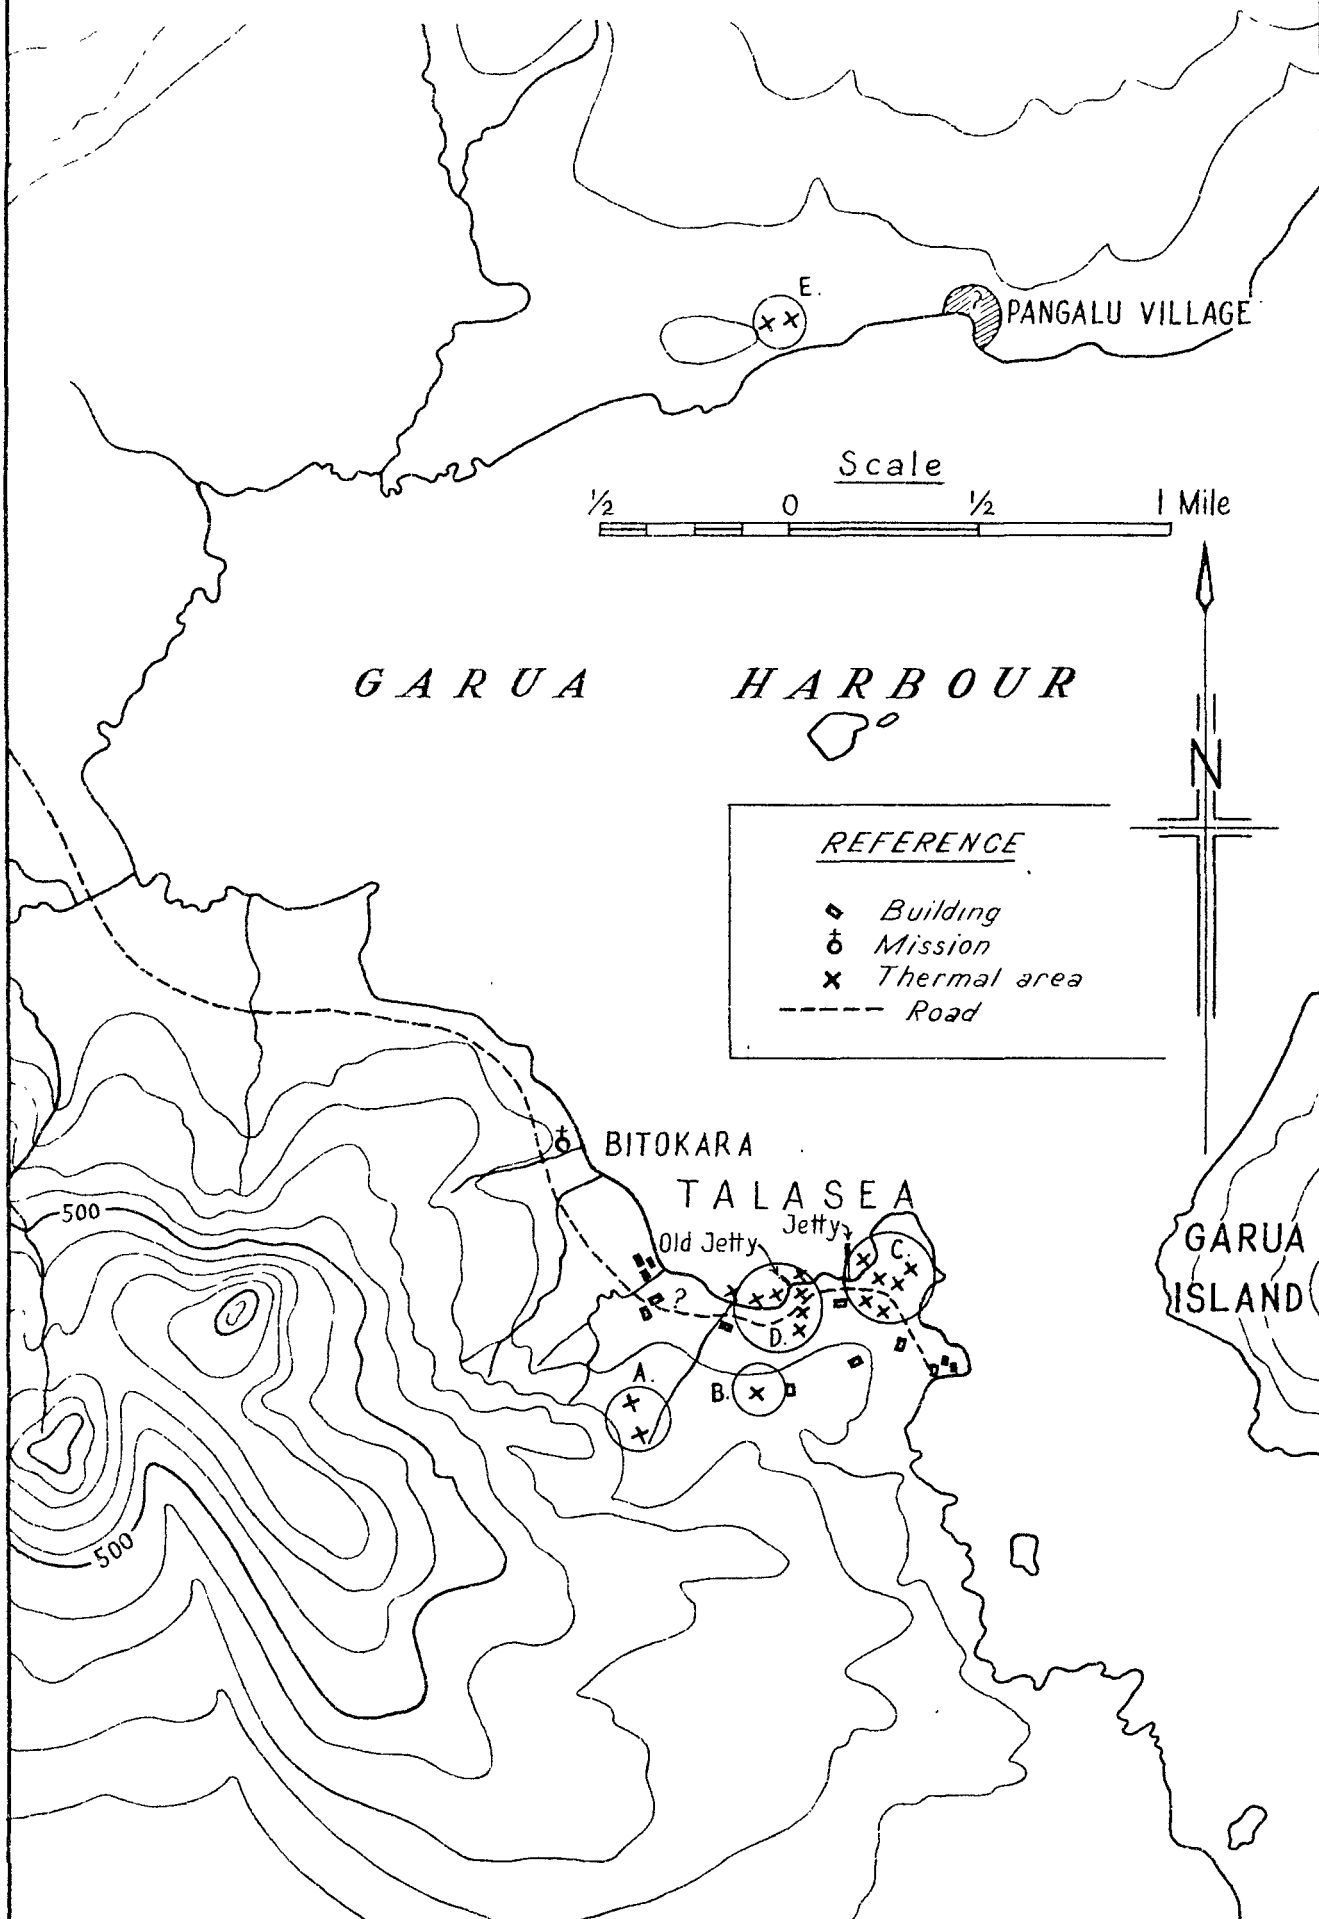 E.
PANGALU VILLAGE
?
Scale
½ 0 ½ 1 Mile
GARUA HARBOUR
N
REFERENCE
Building
Mission
Thermal area
Road
BITOKARA
TALASEA
Jetty
Old Jetty
C.
GARUA
ISLAND
500
?
D.
A.
B.
500